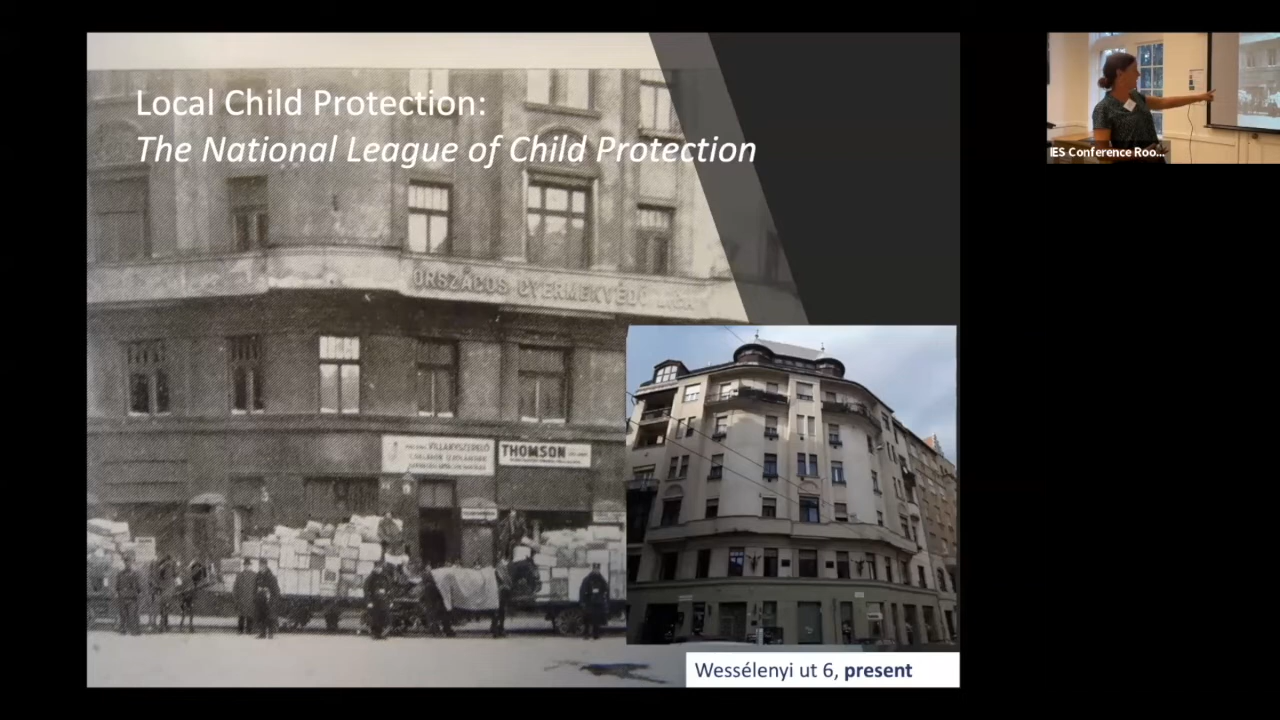 Local Child Protection:
The National League of Child Protection
ORSZÁGOS GYERMEKVÉDŐ LIGA
VILLANYSZERELŐ
THOMSON
Wessélenyi ut 6, present
IES Conference Roo...